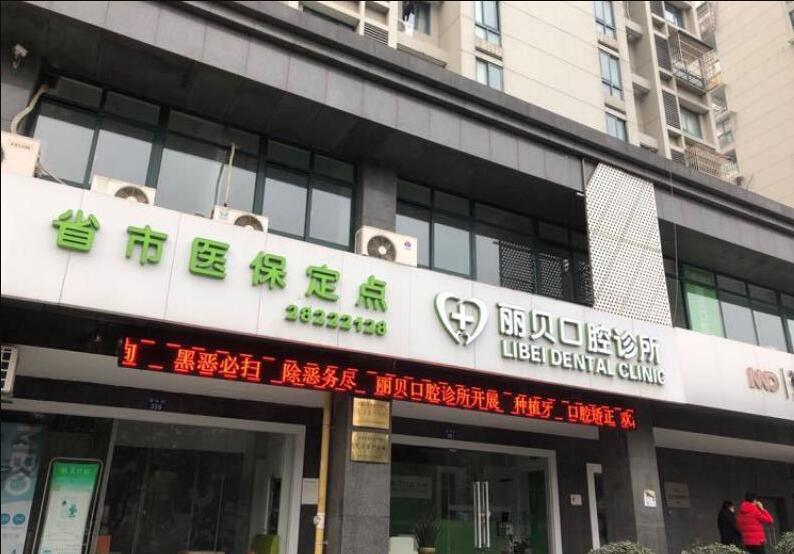 省市医保定点
28222128
丽贝口腔诊所
LIBEI DENTAL CLINIC
黑恶必扫 除恶务尽 丽贝口腔诊所开展 种植牙 口腔矫正